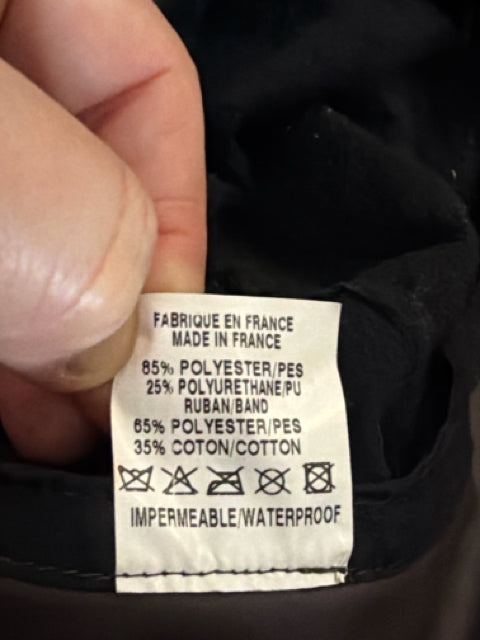 FABRIQUE EN FRANCE
MADE IN FRANCE
85% POLYESTER/PES
25% POLYURETHANE/PU
RUBAN/BAND
65% POLYESTER/PES
35% COTON/COTTON
IMPERMEABLE/WATERPROOF